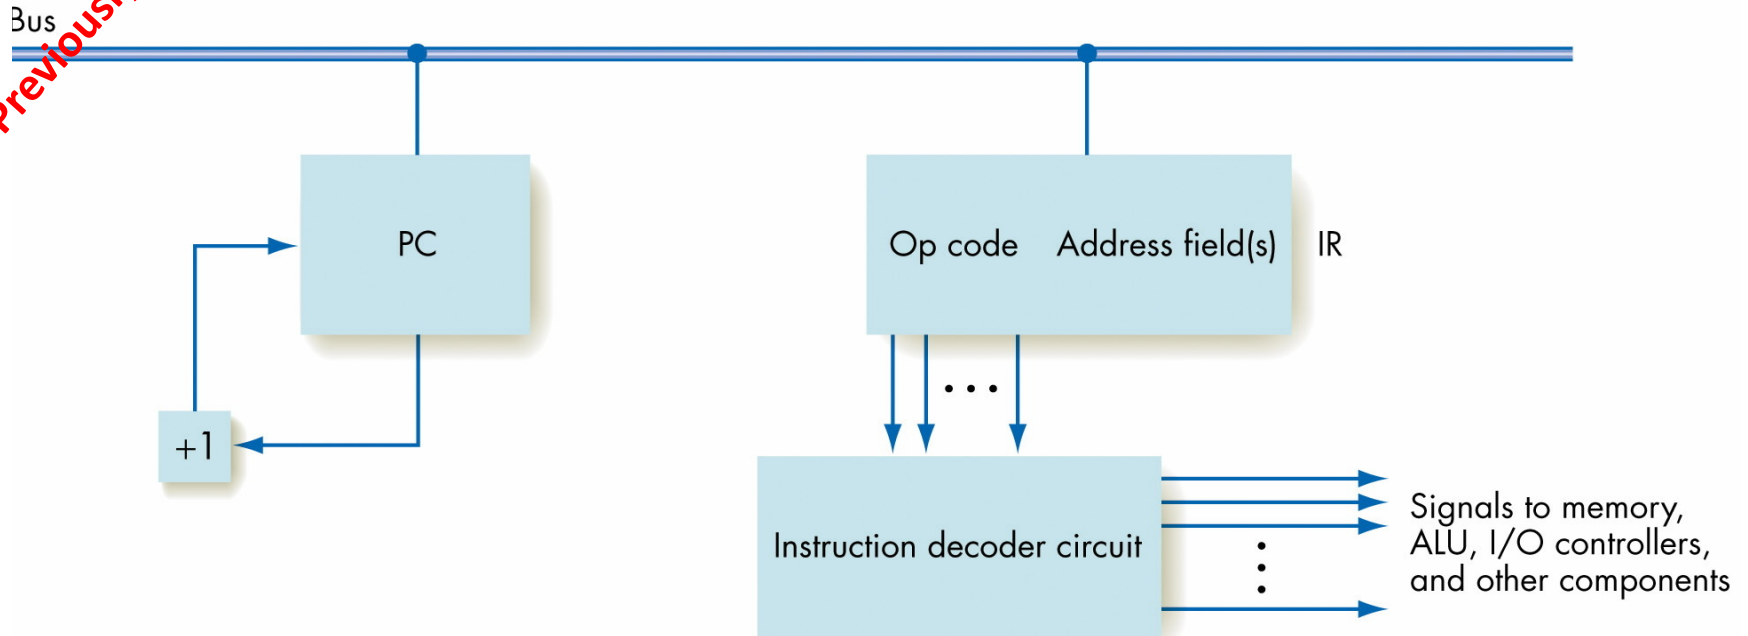 Bus
Previously
PC
Op code Address field(s) IR
+1
Instruction decoder circuit
Signals to memory,
ALU, I/O controllers,
and other components